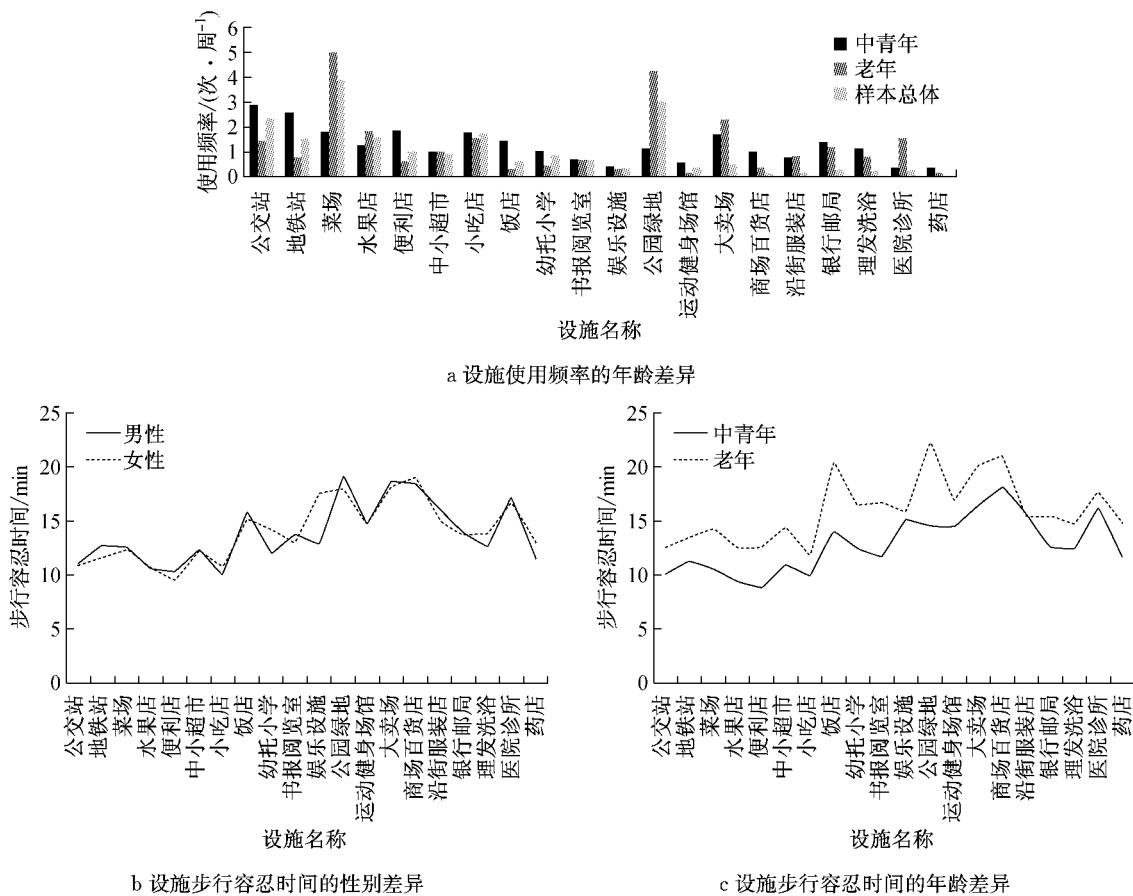 使用频率/(次·周⁻¹)
6
5
4
3
2
1
0
中青年
老年
样本总体
公交站
地铁站
菜场
水果店
便利店
中小超市
小吃店
饭店
幼托小学
书报阅览室
娱乐设施
公园绿地
运动健身场馆
大卖场
商场百货店
沿街服装店
银行邮局
理发洗浴
医院诊所
药店
设施名称
a 设施使用频率的年龄差异
步行容忍时间/min
25
20
15
10
5
0
男性
女性
公交站
地铁站
菜场
水果店
便利店
中小超市
小吃店
饭店
幼托小学
书报阅览室
娱乐设施
公园绿地
运动健身场馆
大卖场
商场百货店
沿街服装店
银行邮局
理发洗浴
医院诊所
药店
设施名称
b 设施步行容忍时间的性别差异
步行容忍时间/min
25
20
15
10
5
0
中青年
老年
公交站
地铁站
菜场
水果店
便利店
中小超市
小吃店
饭店
幼托小学
书报阅览室
娱乐设施
公园绿地
运动健身场馆
大卖场
商场百货店
沿街服装店
银行邮局
理发洗浴
医院诊所
药店
设施名称
c 设施步行容忍时间的年龄差异